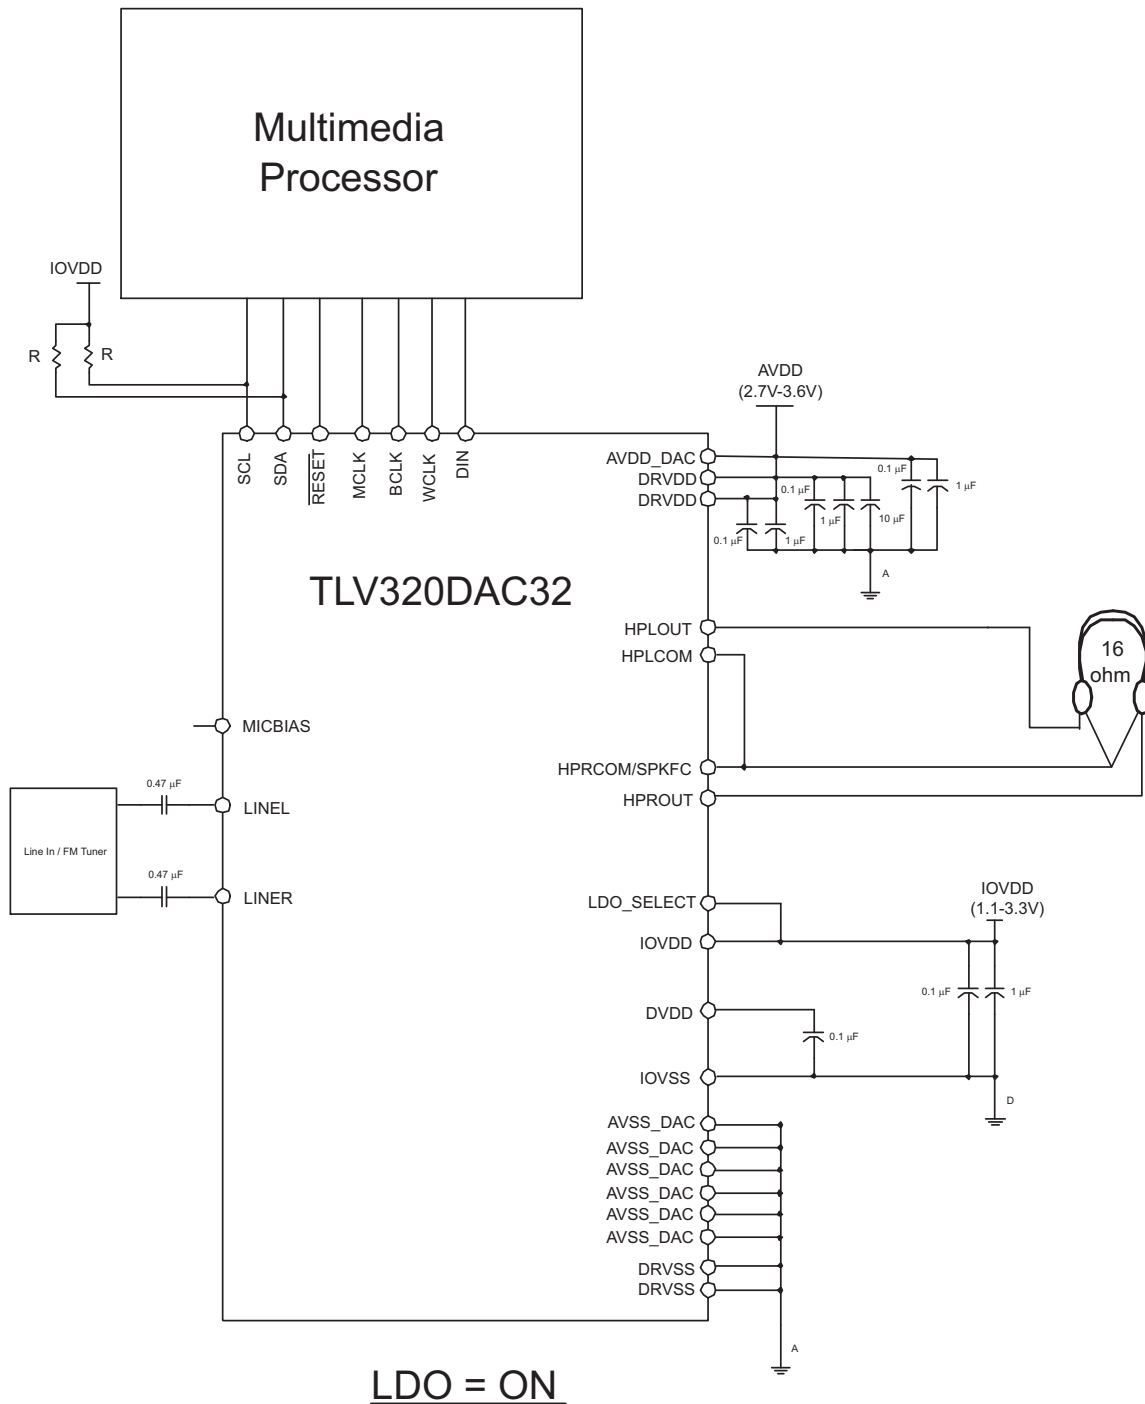 Multimedia
Processor
IOVDD
R
R
SCL
SDA
RESET
MCLK
BCLK
WCLK
DIN
AVDD
(2.7V-3.6V)
AVDD_DAC
DRVDD
DRVDD
0.1 μF
1 μF
0.1 μF
1 μF
10 μF
0.1 μF
1 μF
A
TLV320DAC32
HPLOUT
HPLCOM
16
ohm
MICBIAS
HPRCOM/SPKFC
HPROUT
0.47 μF
LINEL
Line In / FM Tuner
0.47 μF
LINER
LDO_SELECT
IOVDD
IOVDD
(1.1-3.3V)
0.1 μF
1 μF
DVDD
0.1 μF
IOVSS
D
AVSS_DAC
AVSS_DAC
AVSS_DAC
AVSS_DAC
AVSS_DAC
AVSS_DAC
DRVSS
DRVSS
A
LDO = ON